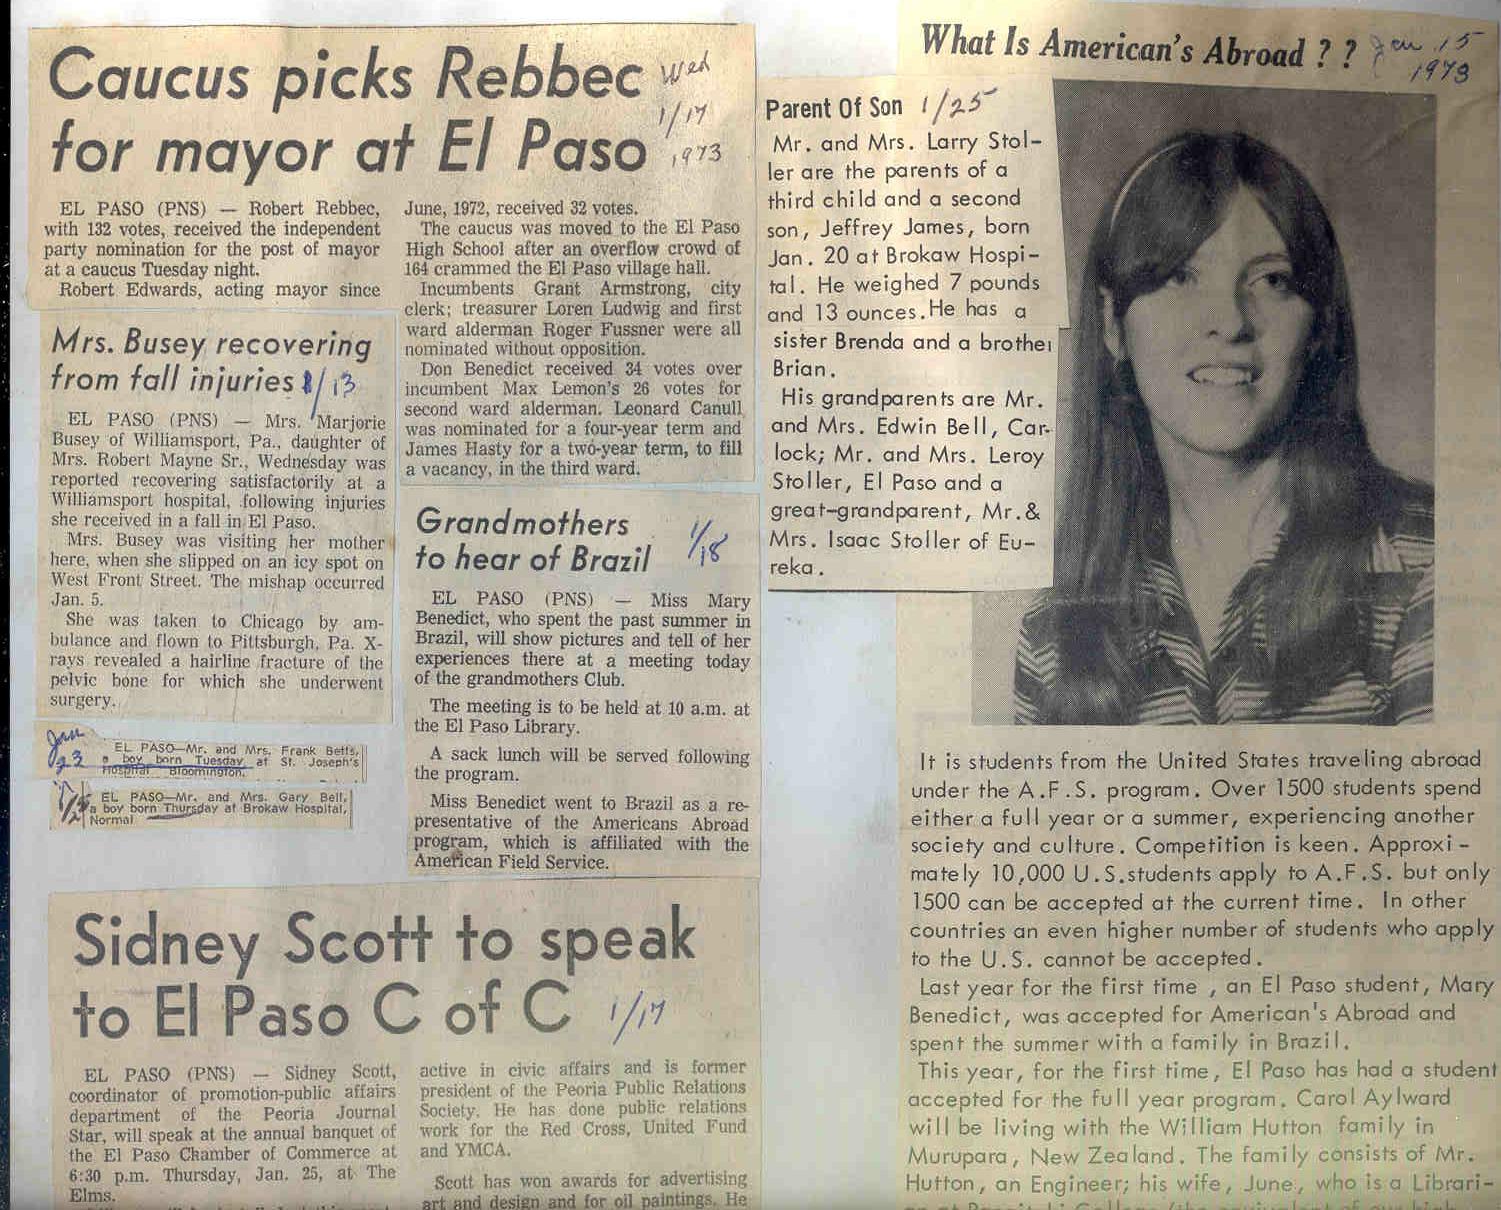 Caucus picks Rebbec
for mayor at El Paso
Wed
1/17
1973
EL PASO (PNS) — Robert Rebbec,
with 132 votes, received the independent
party nomination for the post of mayor
at a caucus Tuesday night.
Robert Edwards, acting mayor since
June, 1972, received 32 votes.
The caucus was moved to the El Paso
High School after an overflow crowd of
164 crammed the El Paso village hall.
Incumbents Grant Armstrong, city
clerk; treasurer Loren Ludwig and first
ward alderman Roger Fussner were all
nominated without opposition.
Don Benedict received 34 votes over
incumbent Max Lemon's 26 votes for
second ward alderman. Leonard Canull
was nominated for a four-year term and
James Hasty for a two-year term, to fill
a vacancy, in the third ward.
Mrs. Busey recovering
from fall injuries 1/13
EL PASO (PNS) — Mrs. Marjorie
Busey of Williamsport, Pa., daughter of
Mrs. Robert Mayne Sr., Wednesday was
reported recovering satisfactorily at a
Williamsport hospital, following injuries
she received in a fall in El Paso.
Mrs. Busey was visiting her mother
here, when she slipped on an icy spot on
West Front Street. The mishap occurred
Jan. 5.
She was taken to Chicago by am-
bulance and flown to Pittsburgh, Pa. X-
rays revealed a hairline fracture of the
pelvic bone for which she underwent
surgery.
Jan
23
EL PASO—Mr. and Mrs. Frank Betts,
a boy born Tuesday at St. Joseph's
Hospital Bloomington.
1/25
EL PASO—Mr. and Mrs. Gary Bell,
a boy born Thursday at Brokaw Hospital,
Normal
Grandmothers
to hear of Brazil
1/18
EL PASO (PNS) — Miss Mary
Benedict, who spent the past summer in
Brazil, will show pictures and tell of her
experiences there at a meeting today
of the grandmothers Club.
The meeting is to be held at 10 a.m. at
the El Paso Library.
A sack lunch will be served following
the program.
Miss Benedict went to Brazil as a re-
presentative of the Americans Abroad
program, which is affiliated with the
American Field Service.
Sidney Scott to speak
to El Paso C of C 1/17
EL PASO (PNS) — Sidney Scott,
coordinator of promotion-public affairs
department of the Peoria Journal
Star, will speak at the annual banquet of
the El Paso Chamber of Commerce at
6:30 p.m. Thursday, Jan. 25, at The
Elms.
active in civic affairs and is former
president of the Peoria Public Relations
Society. He has done public relations
work for the Red Cross, United Fund
and YMCA.
Scott has won awards for advertising
art and design and for oil paintings. He
Parent Of Son 1/25
Mr. and Mrs. Larry Stol-
ler are the parents of a
third child and a second
son, Jeffrey James, born
Jan. 20 at Brokaw Hospi-
tal. He weighed 7 pounds
and 13 ounces. He has a
sister Brenda and a brother
Brian.
His grandparents are Mr.
and Mrs. Edwin Bell, Car-
lock; Mr. and Mrs. Leroy
Stoller, El Paso and a
great-grandparent, Mr.&
Mrs. Isaac Stoller of Eu-
reka.
What Is American's Abroad ? ?
Jan 15
1973
It is students from the United States traveling abroad
under the A.F.S. program. Over 1500 students spend
either a full year or a summer, experiencing another
society and culture. Competition is keen. Approxi-
mately 10,000 U.S.students apply to A.F.S. but only
1500 can be accepted at the current time. In other
countries an even higher number of students who apply
to the U.S. cannot be accepted.
Last year for the first time , an El Paso student, Mary
Benedict, was accepted for American's Abroad and
spent the summer with a family in Brazil.
This year, for the first time, El Paso has had a student
accepted for the full year program. Carol Aylward
will be living with the William Hutton family in
Murupara, New Zealand. The family consists of Mr.
Hutton, an Engineer; his wife, June, who is a Librari-